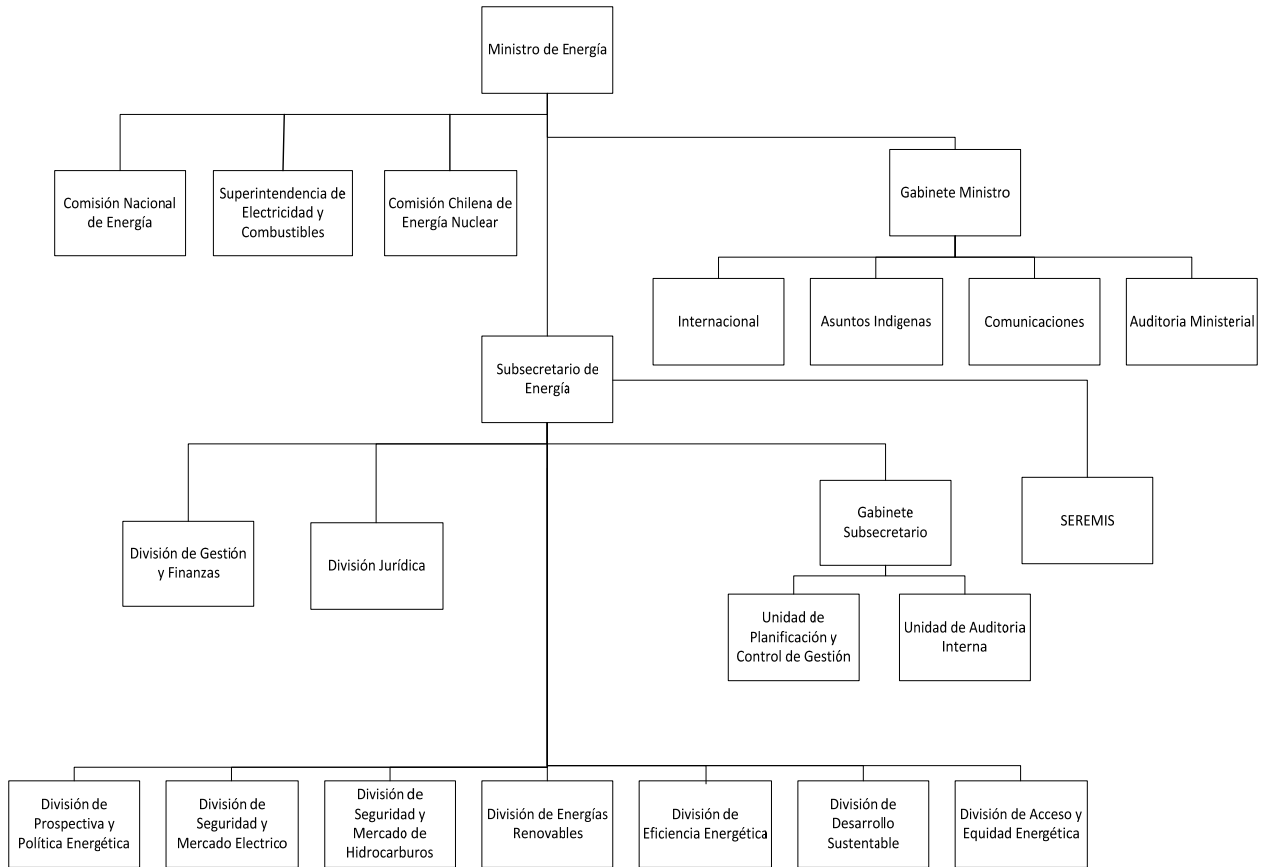 Ministro de Energía
Comisión Nacional
de Energía
Superintendencia de
Electricidad y
Combustibles
Comisión Chilena de
Energía Nuclear
Gabinete Ministro
Internacional
Asuntos Indigenas
Comunicaciones
Auditoria Ministerial
Subsecretario de
Energía
División de Gestión
y Finanzas
División Jurídica
Gabinete
Subsecretario
SEREMIS
Unidad de
Planificación y
Control de Gestión
Unidad de Auditoria
Interna
División de
Prospectiva y
Política Energética
División de
Seguridad y
Mercado Electrico
División de
Seguridad y
Mercado de
Hidrocarburos
División de Energías
Renovables
División de
Eficiencia Energética
División de
Desarrollo
Sustentable
División de Acceso y
Equidad Energética